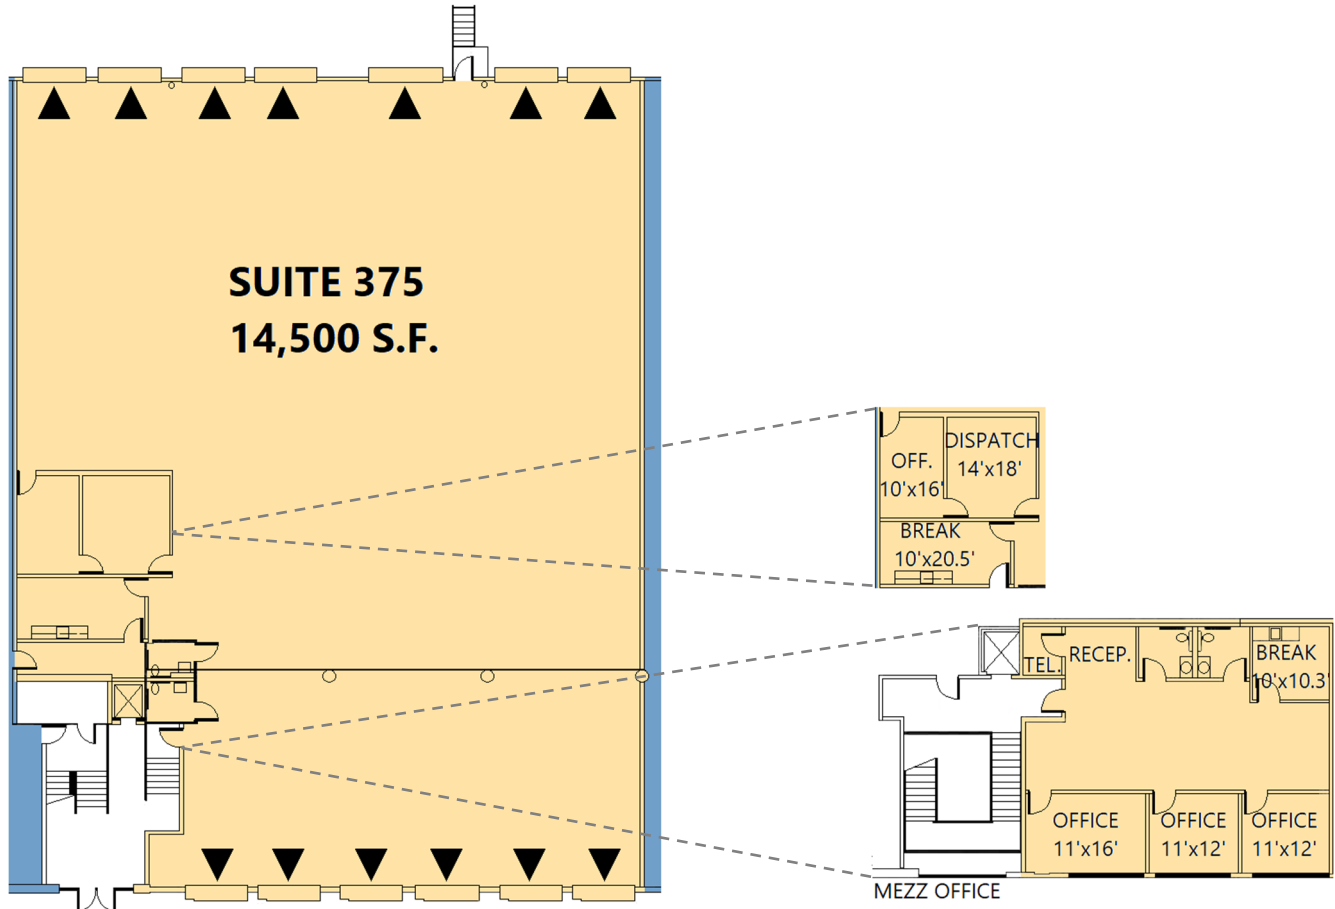 SUITE 375
14,500 S.F.
DISPATCH
14'x18'
OFF.
10'x16'
BREAK
10'x20.5'
TEL.
RECEP.
BREAK
10'x10.3'
OFFICE
11'x16'
OFFICE
11'x12'
OFFICE
11'x12'
MEZZ OFFICE